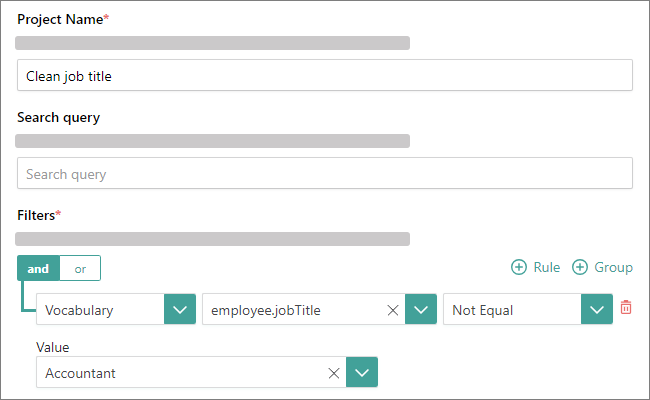 Project Name*
Clean job title
Search query
Search query
Filters*
and or Rule Group
Vocabulary employee.jobTitle Not Equal
Value
Accountant